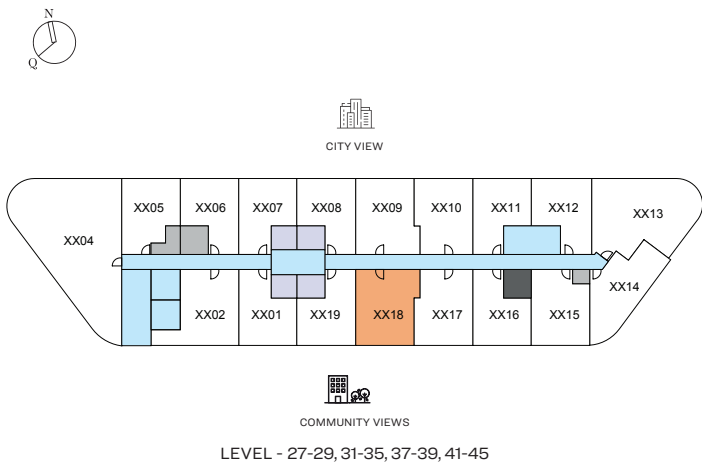 N
Q
CITY VIEW
XX05 XX06 XX07 XX08 XX09 XX10 XX11 XX12
XX04 XX13
XX14
XX02 XX01 XX19 XX18 XX17 XX16 XX15
COMMUNITY VIEWS
LEVEL - 27-29, 31-35, 37-39, 41-45